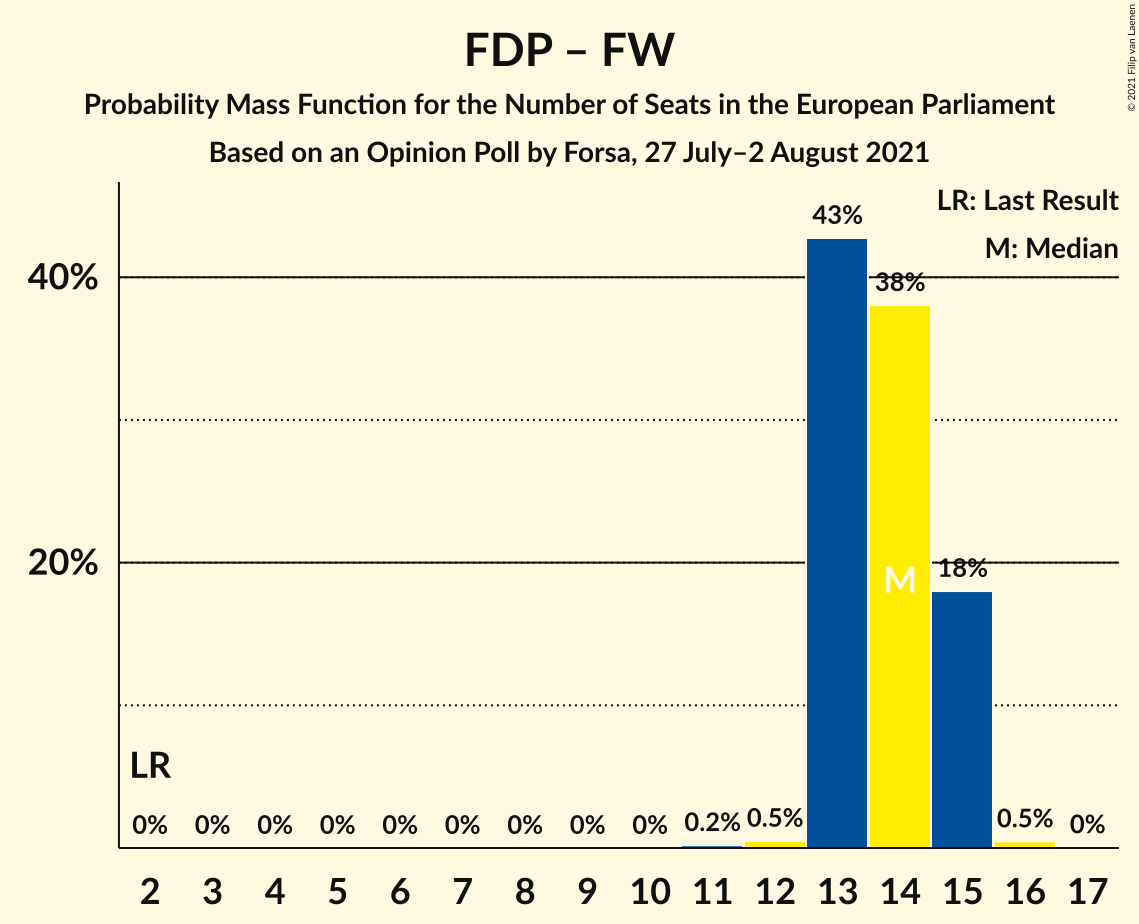 FDP – FW
Probability Mass Function for the Number of Seats in the European Parliament
Based on an Opinion Poll by Forsa, 27 July–2 August 2021
© 2021 Filip van Laenen
LR: Last Result
M: Median
43%
40%
38%
20%
18%
M
LR
0% 0% 0% 0% 0% 0% 0% 0% 0% 0.2% 0.5% 0.5% 0%
2 3 4 5 6 7 8 9 10 11 12 13 14 15 16 17